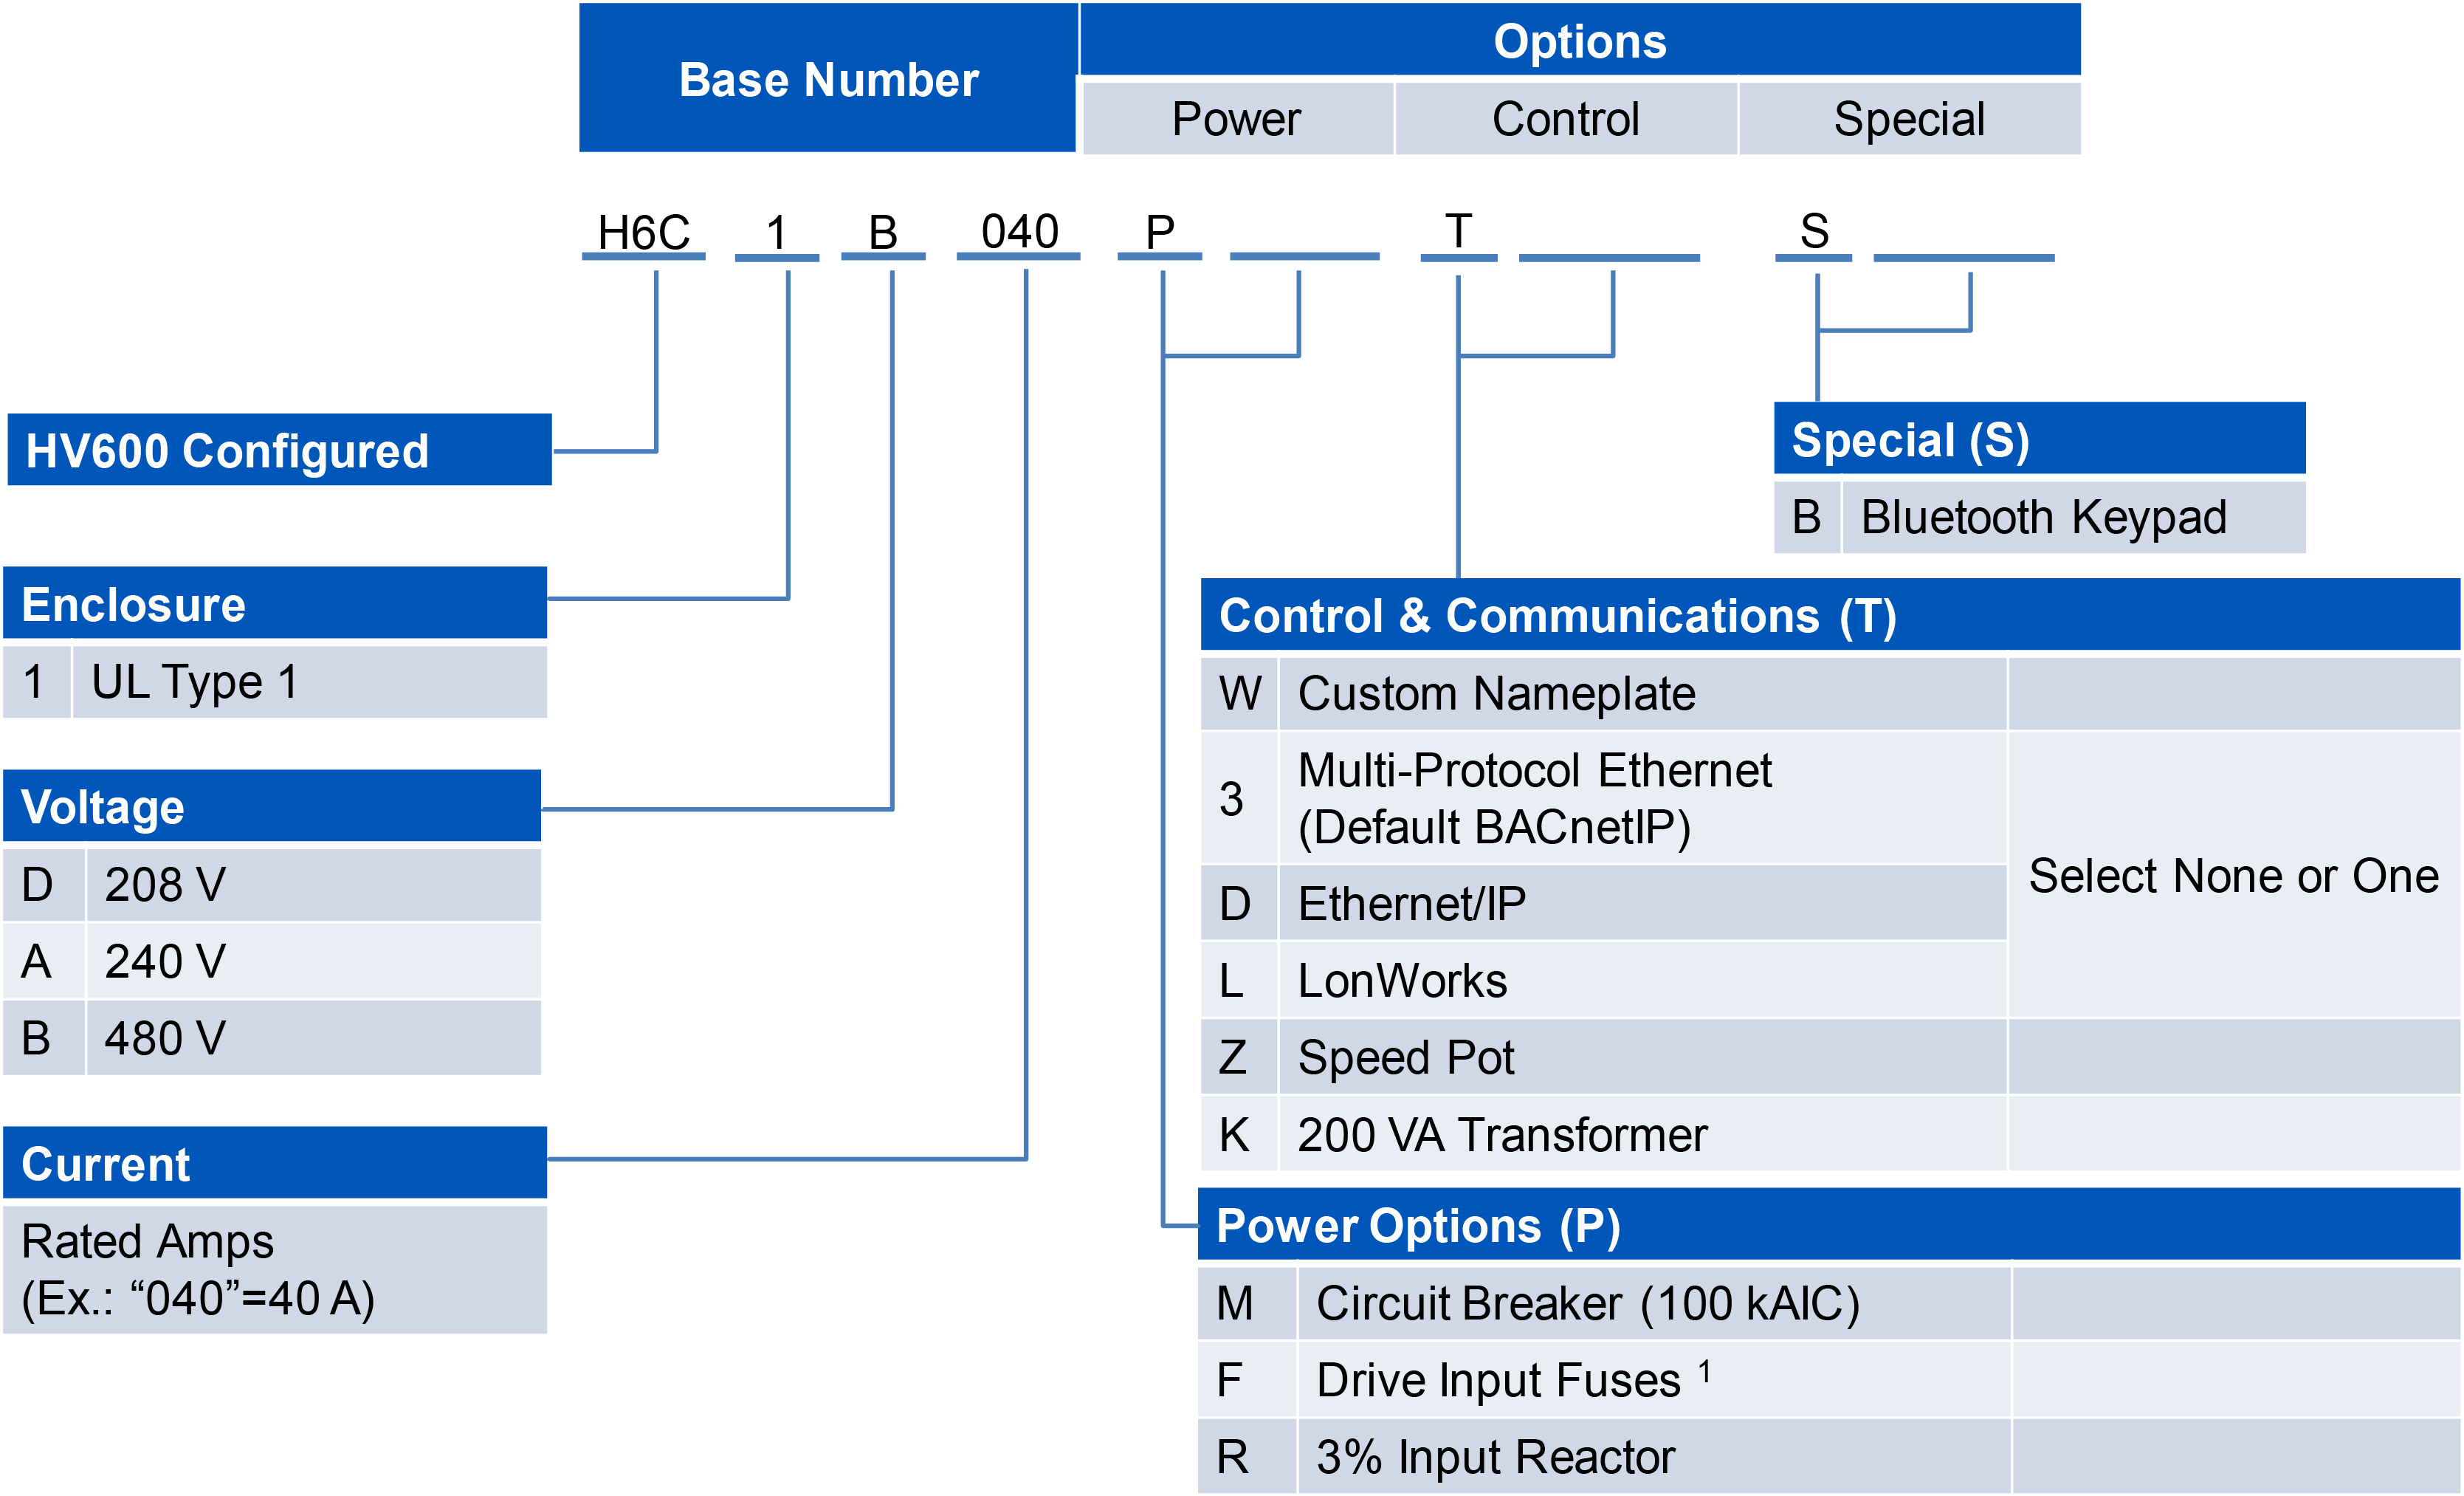 Base Number
Options
Power Control Special
H6C 1 B 040 P T S
HV600 Configured
Enclosure
1 UL Type 1
Voltage
D 208 V
A 240 V
B 480 V
Current
Rated Amps
(Ex.: “040”=40 A)
Special (S)
B Bluetooth Keypad
Control & Communications (T)
W Custom Nameplate
3 Multi-Protocol Ethernet
(Default BACnetIP)
Select None or One
D Ethernet/IP
L LonWorks
Z Speed Pot
K 200 VA Transformer
Power Options (P)
M Circuit Breaker (100 kAIC)
F Drive Input Fuses ¹
R 3% Input Reactor